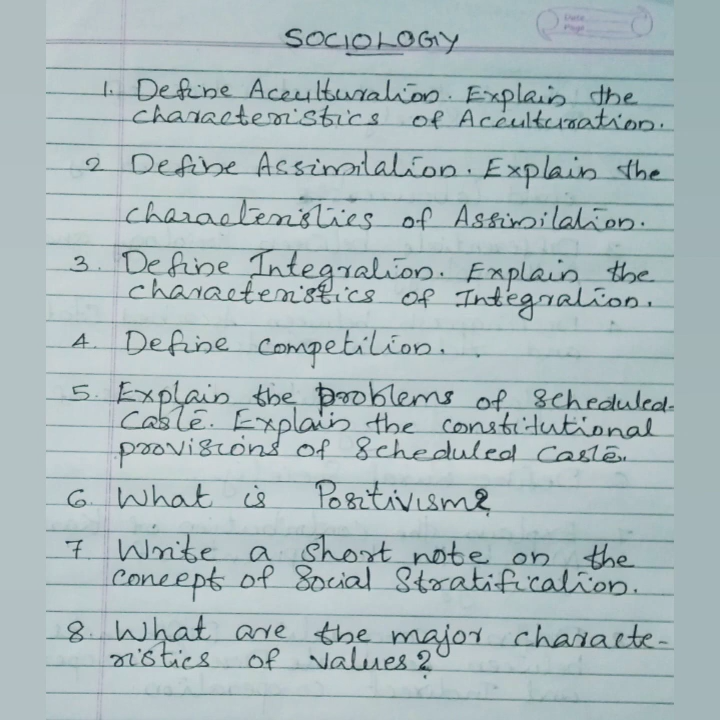 Date
Page
SOCIOLOGY
1. Define Acculturation. Explain the
characteristics of Acculturation.
2 Define Assimilation. Explain the
characteristics of Assimilation.
3. Define Integration. Explain the
characteristics of Integration.
4. Define competition.
5. Explain the problems of Scheduled-
Caste. Explain the constitutional
provisions of Scheduled Caste.
6 What is Positivism?
7 Write a short note on the
concept of Social Stratification.
8. What are the major characte-
ristics of values?